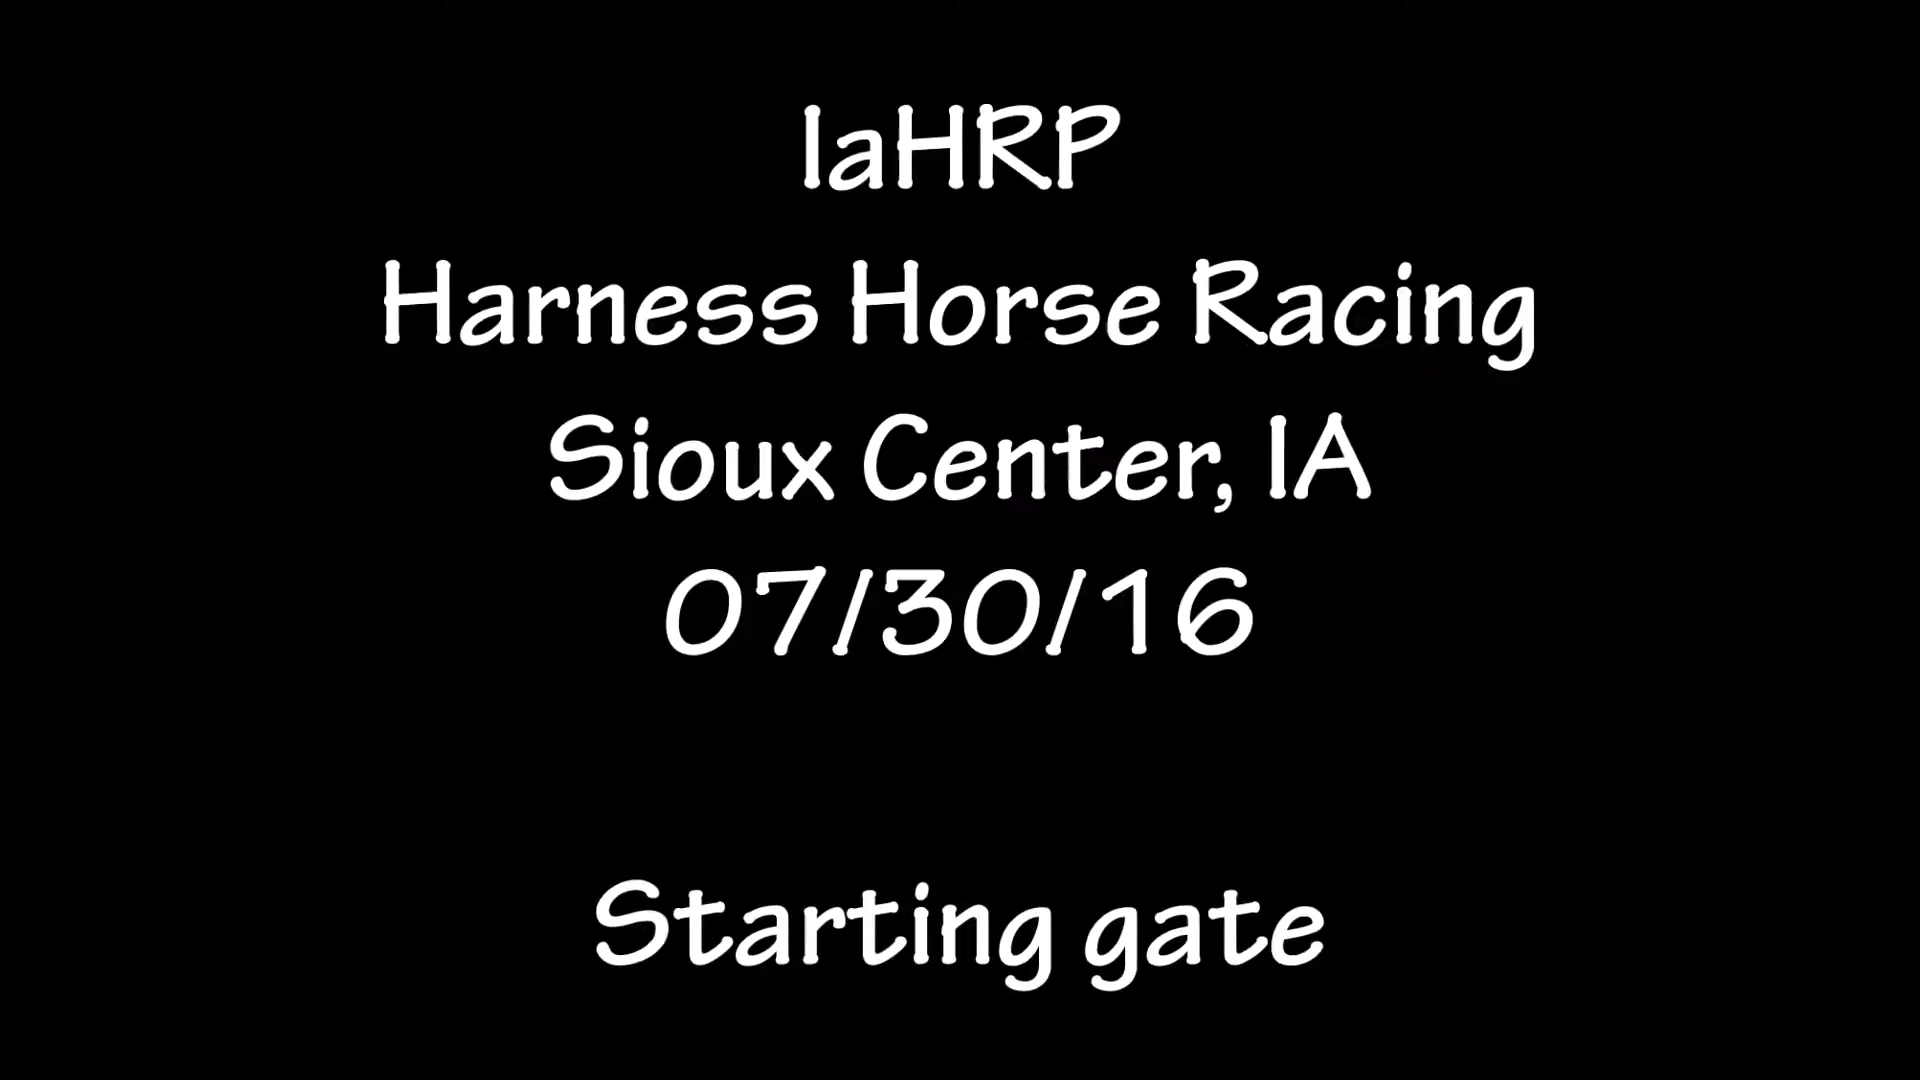 IaHRP
Harness Horse Racing
Sioux Center, IA
07/30/16
Starting gate